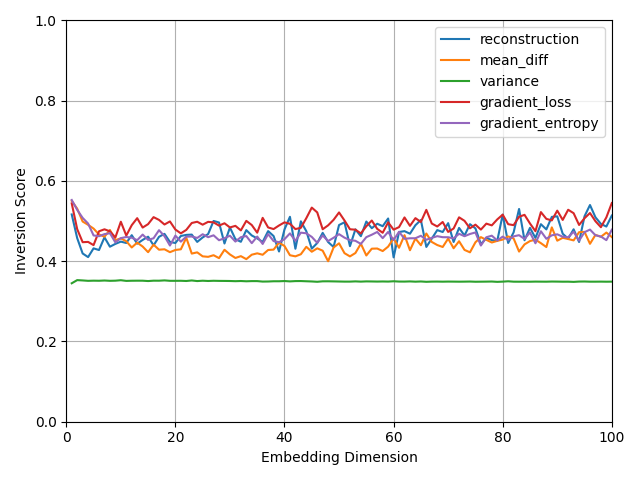 1.0
0.8
0.6
0.4
0.2
0.0
Inversion Score
reconstruction
mean_diff
variance
gradient_loss
gradient_entropy
0 20 40 60 80 100
Embedding Dimension